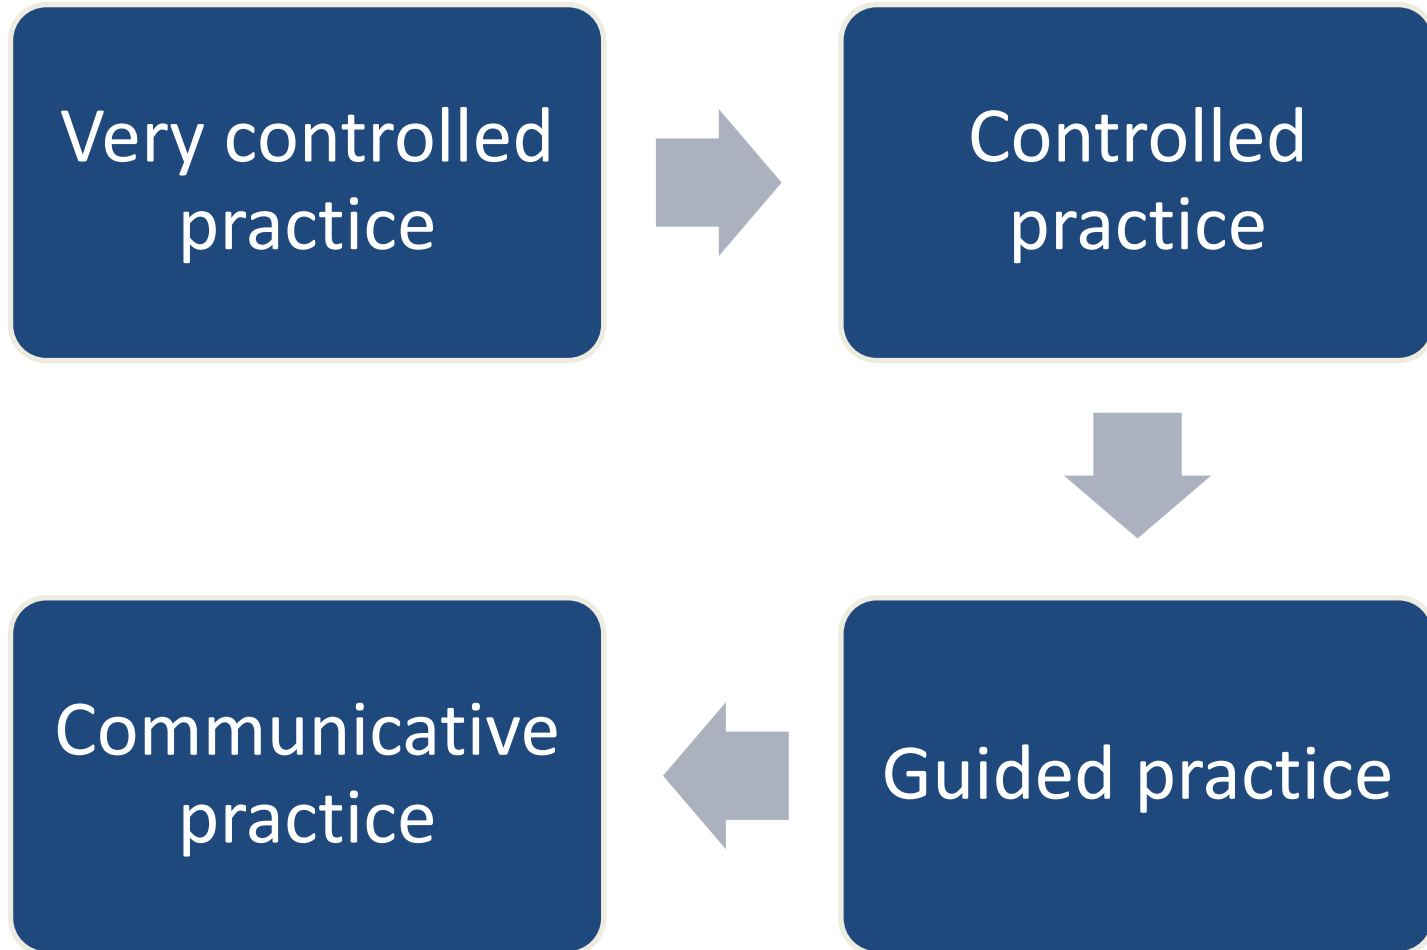 Very controlled
practice
Controlled
practice
Guided practice
Communicative
practice